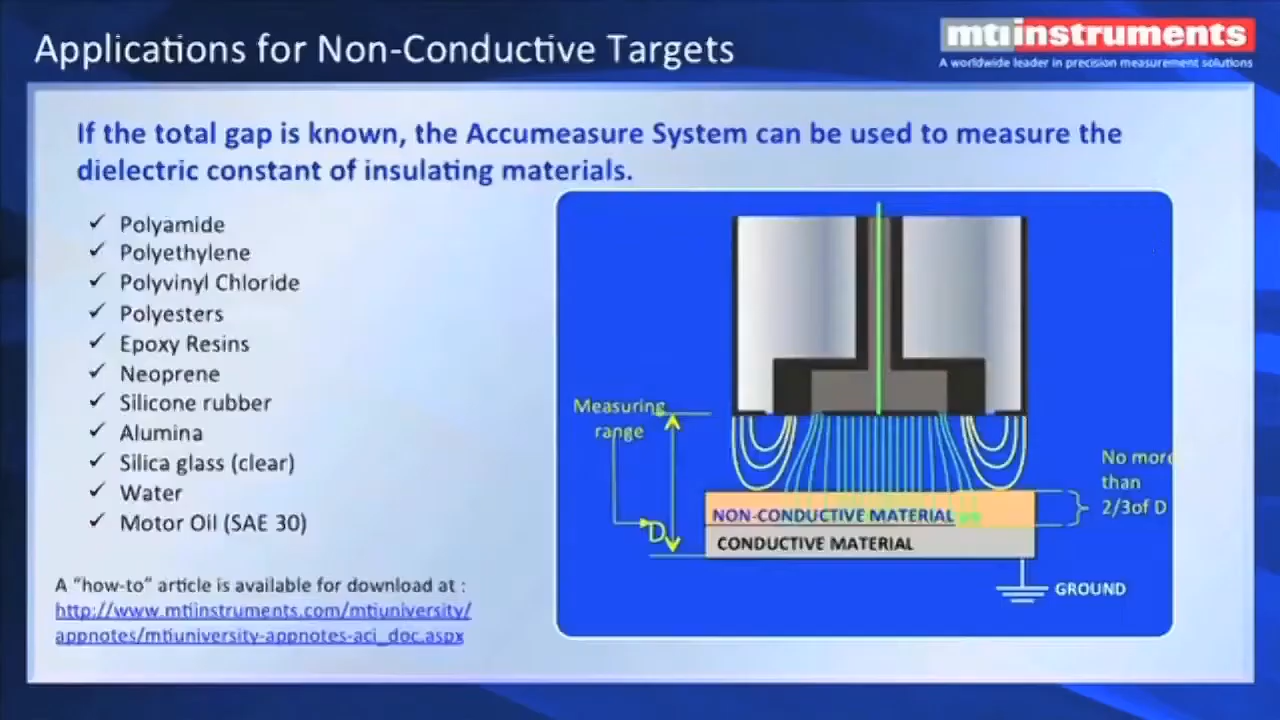 Applications for Non-Conductive Targets
mtiinstruments
A worldwide leader in precision measurement solutions
If the total gap is known, the Accumeasure System can be used to measure the
dielectric constant of insulating materials.
✓ Polyamide
✓ Polyethylene
✓ Polyvinyl Chloride
✓ Polyesters
✓ Epoxy Resins
✓ Neoprene
✓ Silicone rubber
✓ Alumina
✓ Silica glass (clear)
✓ Water
✓ Motor Oil (SAE 30)
A “how-to” article is available for download at :
http://www.mtiinstruments.com/mtiuniversity/
appnotes/mtiuniversity-appnotes-aci_doc.aspx
Measuring
range
D
NON-CONDUCTIVE MATERIAL
CONDUCTIVE MATERIAL
No more
than
2/3of D
GROUND